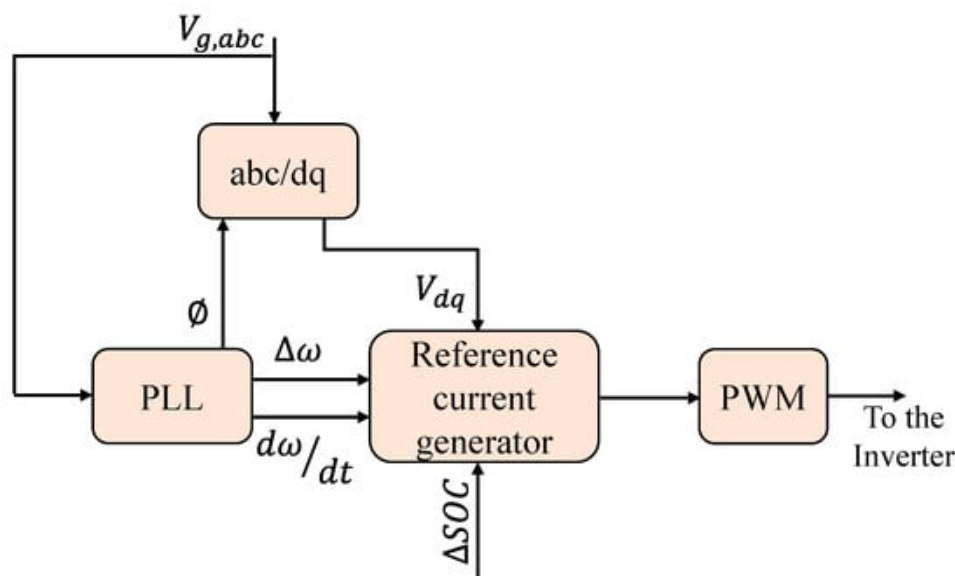 V_{g,abc}
abc/dq
∅
V_{dq}
Δω
PLL
dω/dt
Reference
current
generator
PWM
To the
Inverter
ΔSOC